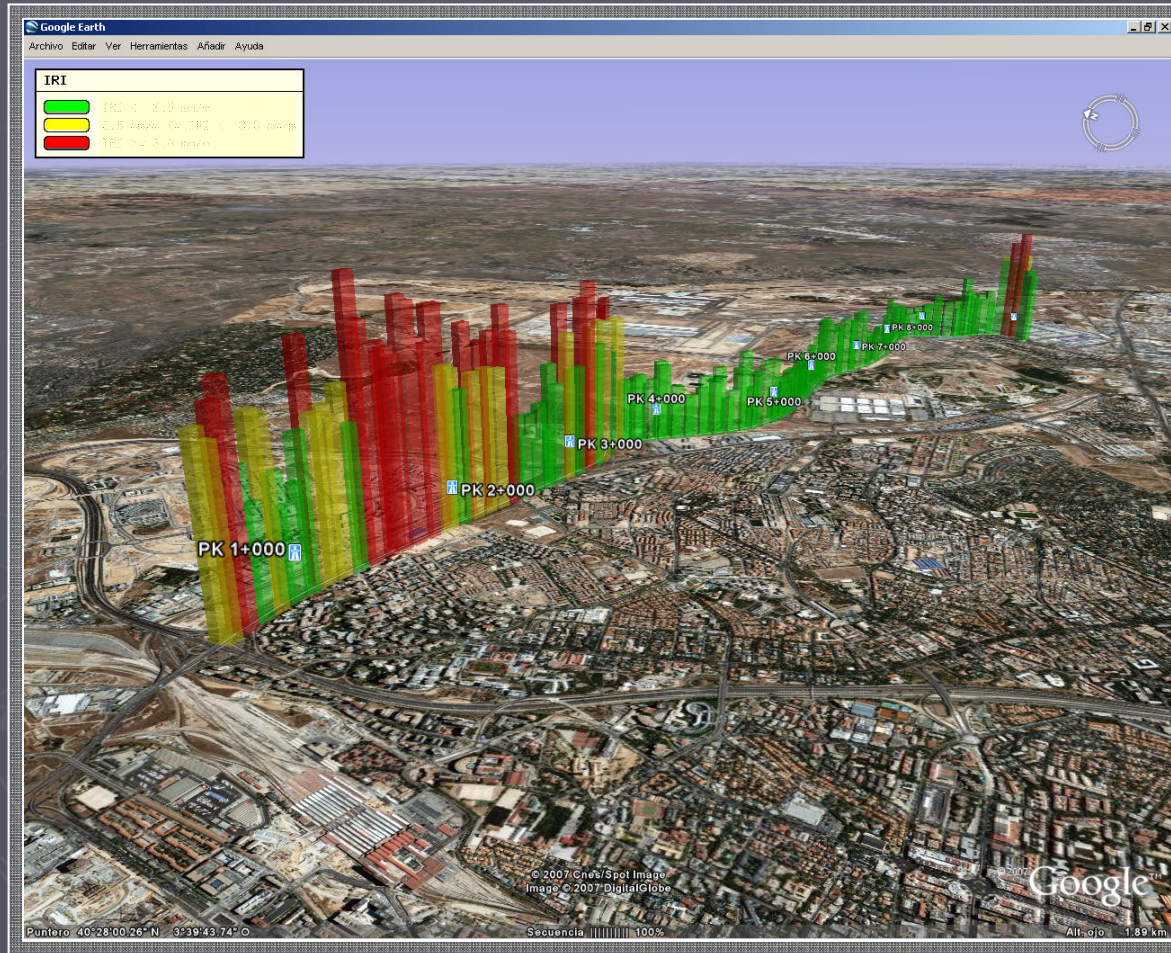 Google Earth
Archivo Editar Ver Herramientas Añadir Ayuda
IRI
PK 8+000
PK 7+000
PK 6+000
PK 5+000
PK 4+000
PK 3+000
PK 2+000
PK 1+000
© 2007 Cnes/Spot Image
Image © 2007 DigitalGlobe
© 2007 Google™
Puntero 40°28'00.26" N 3°39'43.74" O Secuencia 100% Alt. ojo 1.89 km